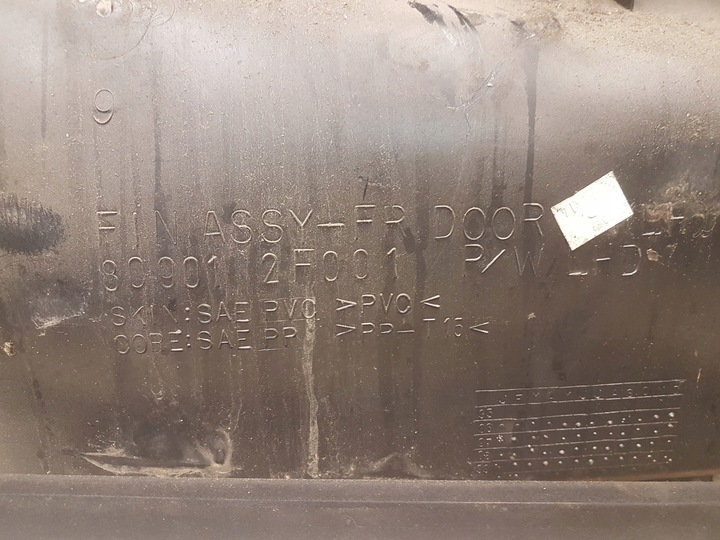 9
FIN ASSY-FR DOOR
80901 2F001 P/W LHD
SKIN:SAE PVC >PVC<
CORE:SAE PP >PP-T15<